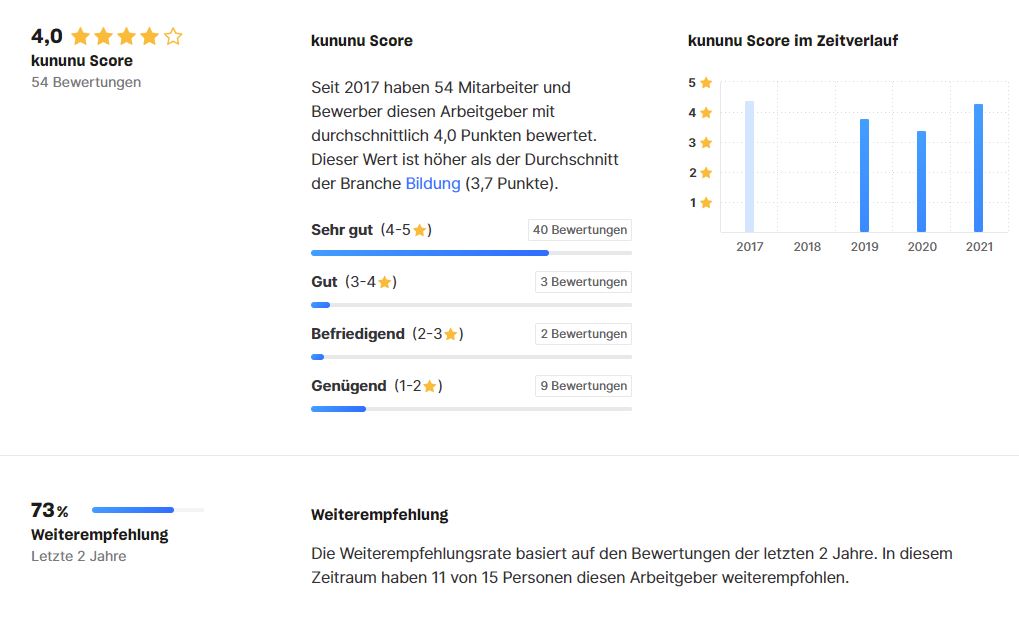 4,0
kununu Score
54 Bewertungen
kununu Score
Seit 2017 haben 54 Mitarbeiter und
Bewerber diesen Arbeitgeber mit
durchschnittlich 4,0 Punkten bewertet.
Dieser Wert ist höher als der Durchschnitt
der Branche Bildung (3,7 Punkte).
Sehr gut (4-5★) 40 Bewertungen
Gut (3-4★) 3 Bewertungen
Befriedigend (2-3★) 2 Bewertungen
Genügend (1-2★) 9 Bewertungen
kununu Score im Zeitverlauf
5
4
3
2
1
2017 2018 2019 2020 2021
73%
Weiterempfehlung
Letzte 2 Jahre
Weiterempfehlung
Die Weiterempfehlungsrate basiert auf den Bewertungen der letzten 2 Jahre. In diesem
Zeitraum haben 11 von 15 Personen diesen Arbeitgeber weiterempfohlen.